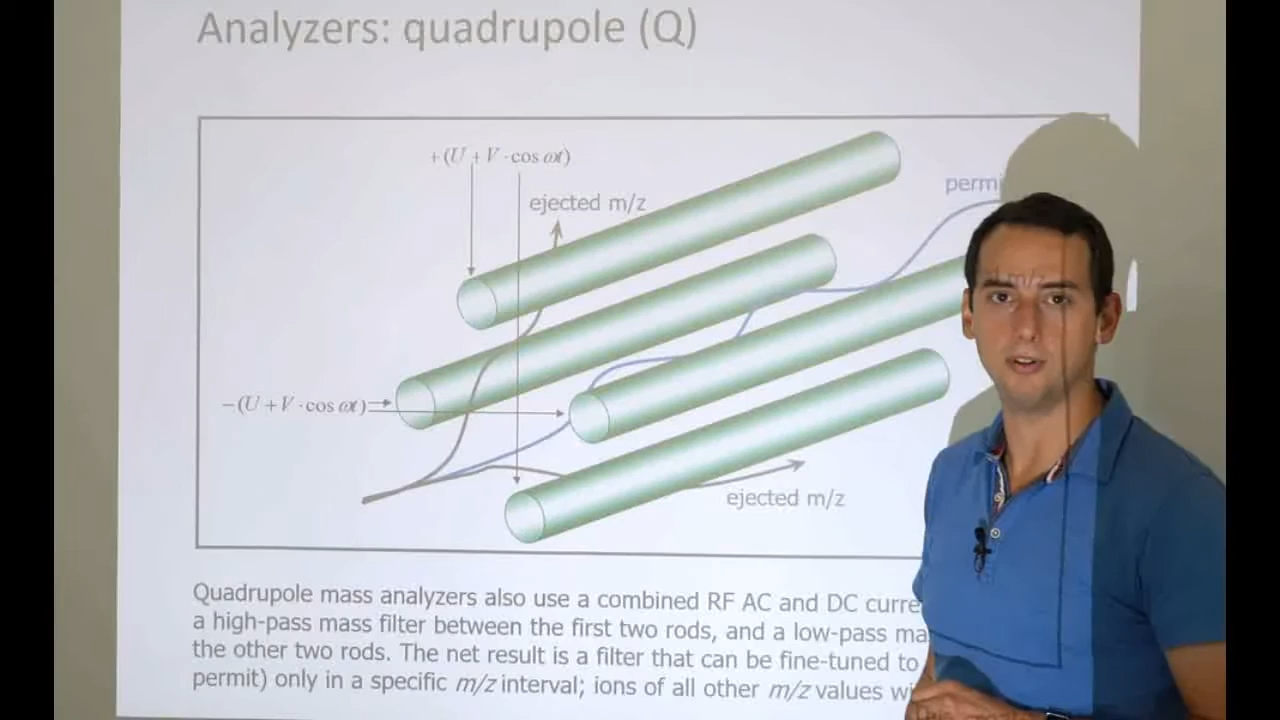 Analyzers: quadrupole (Q)
+(U + V · cos ωt)
ejected m/z
permi
m/z
−(U + V · cos ωt)
ejected m/z
Quadrupole mass analyzers also use a combined RF AC and DC curre
a high-pass mass filter between the first two rods, and a low-pass ma
the other two rods. The net result is a filter that can be fine-tuned to
permit) only in a specific m/z interval; ions of all other m/z values wi